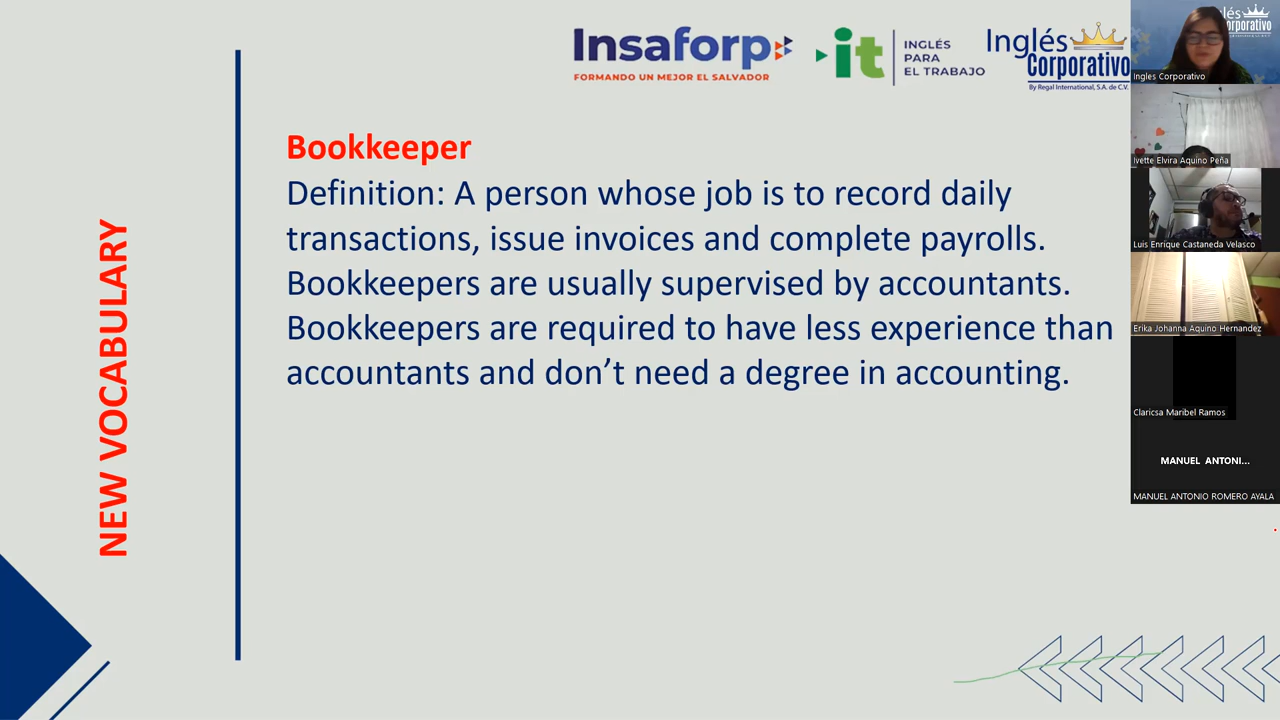 Insaforp
FORMANDO UN MEJOR EL SALVADOR
it
INGLÉS
PARA
EL TRABAJO
Inglés
Corporativo
By Regal International, S.A. de C.V.
NEW VOCABULARY
Bookkeeper
Definition: A person whose job is to record daily
transactions, issue invoices and complete payrolls.
Bookkeepers are usually supervised by accountants.
Bookkeepers are required to have less experience than
accountants and don’t need a degree in accounting.
Ingles Corporativo
Ivette Elvira Aquino Peña
Luis Enrique Castaneda Velasco
Erika Johanna Aquino Hernandez
Claricsa Maribel Ramos
MANUEL ANTONI...
MANUEL ANTONIO ROMERO AYALA